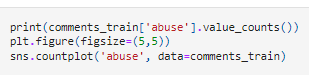 print(comments_train['abuse'].value_counts())
plt.figure(figsize=(5,5))
sns.countplot('abuse', data=comments_train)